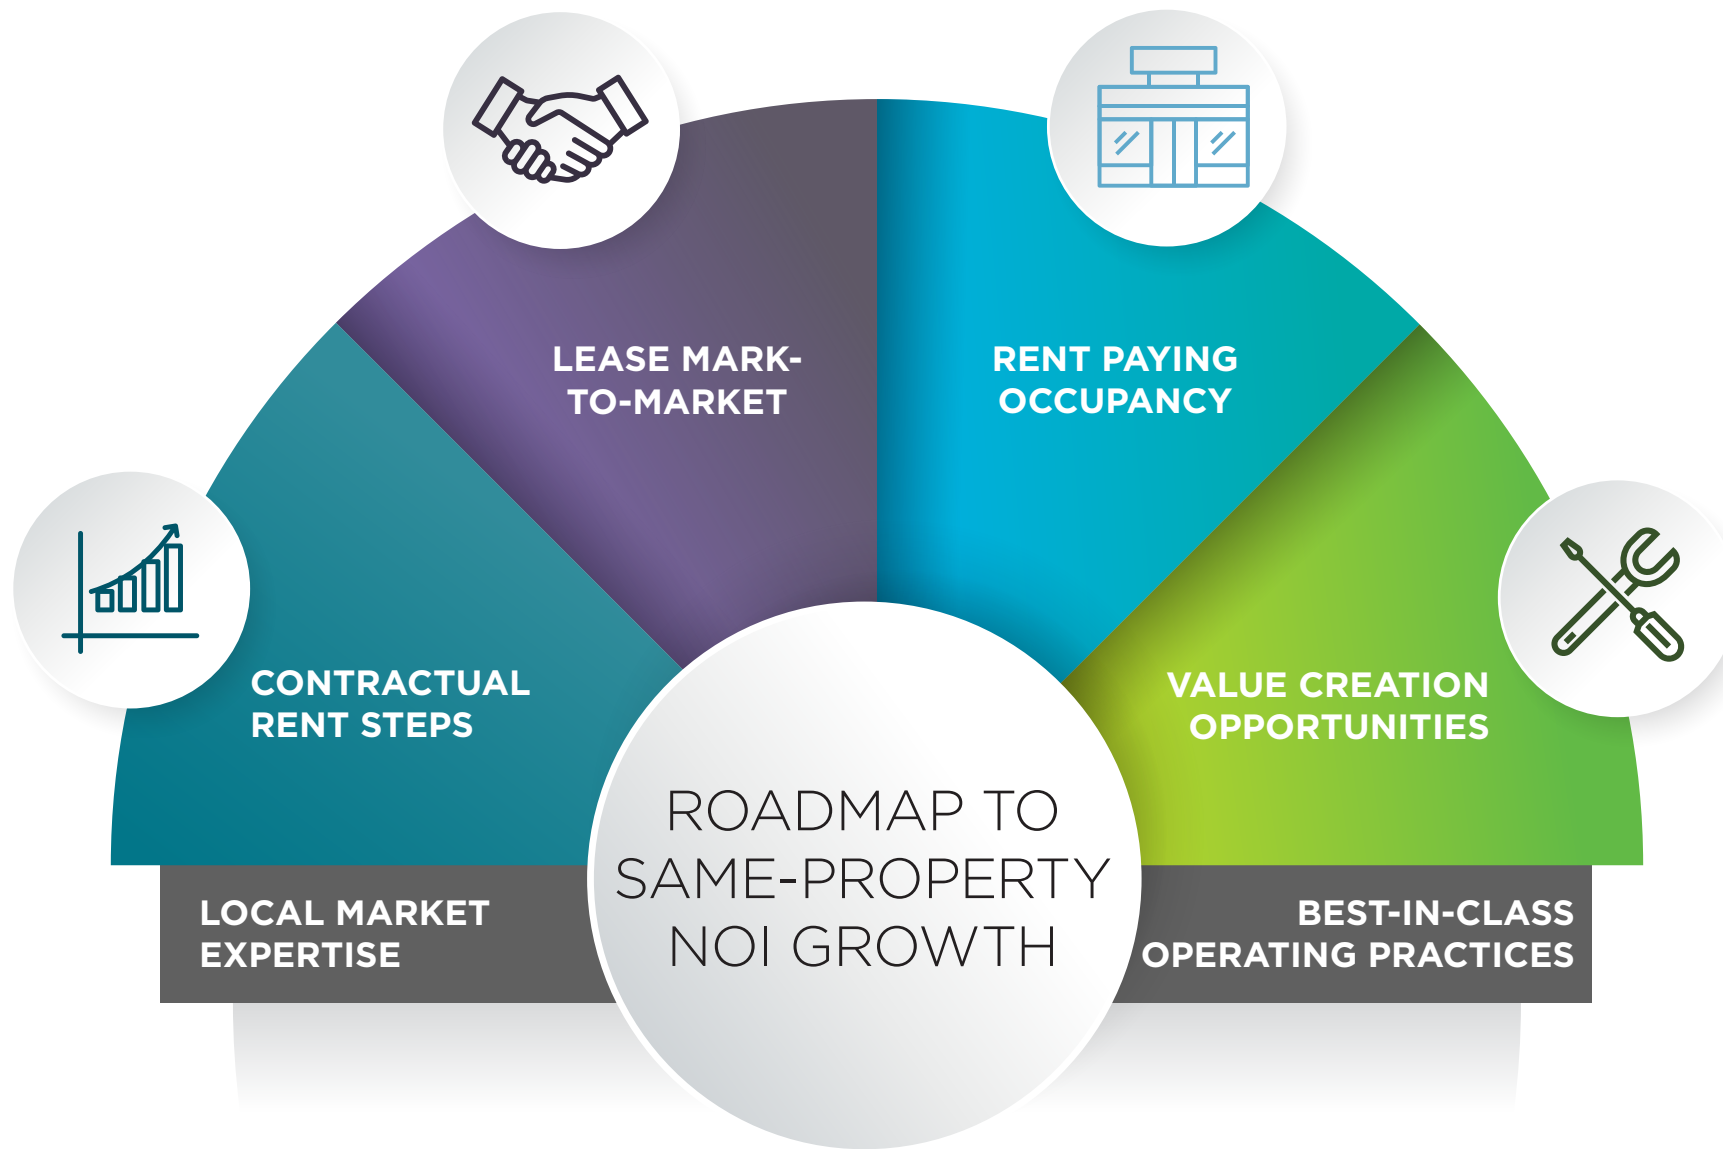 LEASE MARK-
TO-MARKET
RENT PAYING
OCCUPANCY
CONTRACTUAL
RENT STEPS
VALUE CREATION
OPPORTUNITIES
ROADMAP TO
SAME-PROPERTY
NOI GROWTH
LOCAL MARKET
EXPERTISE
BEST-IN-CLASS
OPERATING PRACTICES